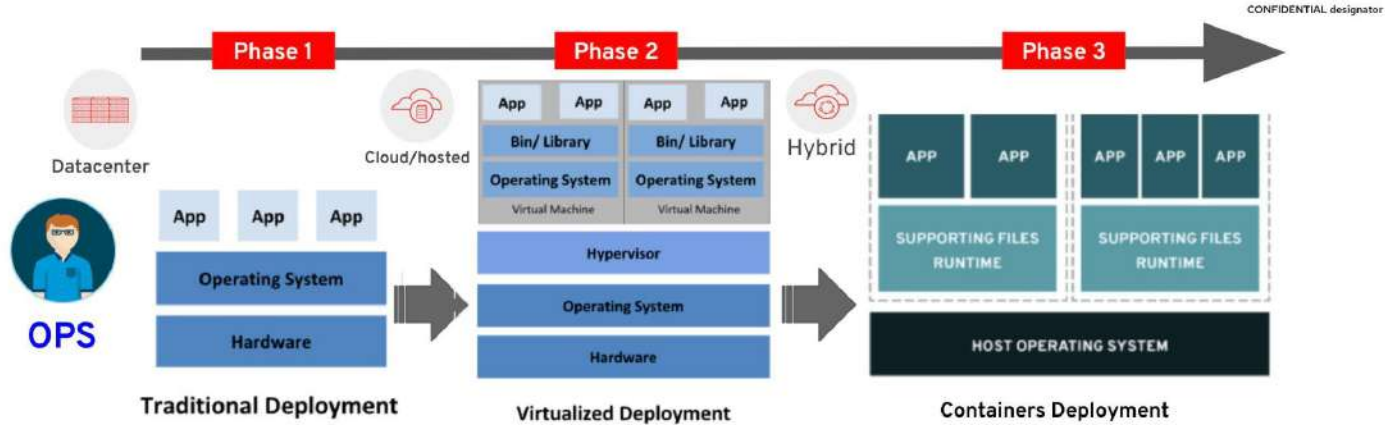 CONFIDENTIAL designator
Phase 1
Phase 2
Phase 3
Datacenter
Cloud/hosted
Hybrid
OPS
App App App
Operating System
Hardware
Traditional Deployment
App App App App
Bin/ Library Bin/ Library
Operating System Operating System
Virtual Machine Virtual Machine
Hypervisor
Operating System
Hardware
Virtualized Deployment
APP APP APP APP APP
SUPPORTING FILES SUPPORTING FILES
RUNTIME RUNTIME
HOST OPERATING SYSTEM
Containers Deployment